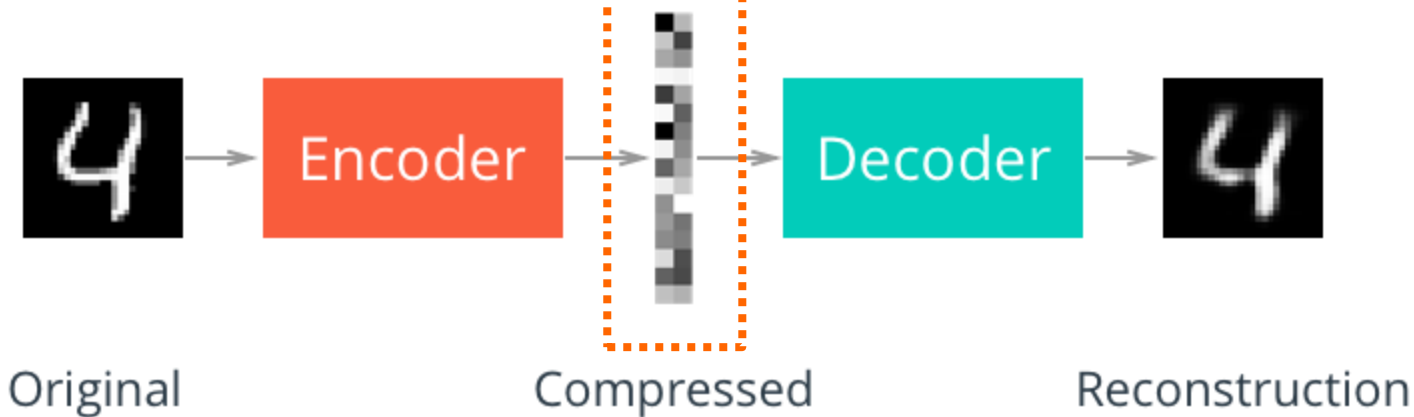 Encoder
Decoder
Original
Compressed
Reconstruction